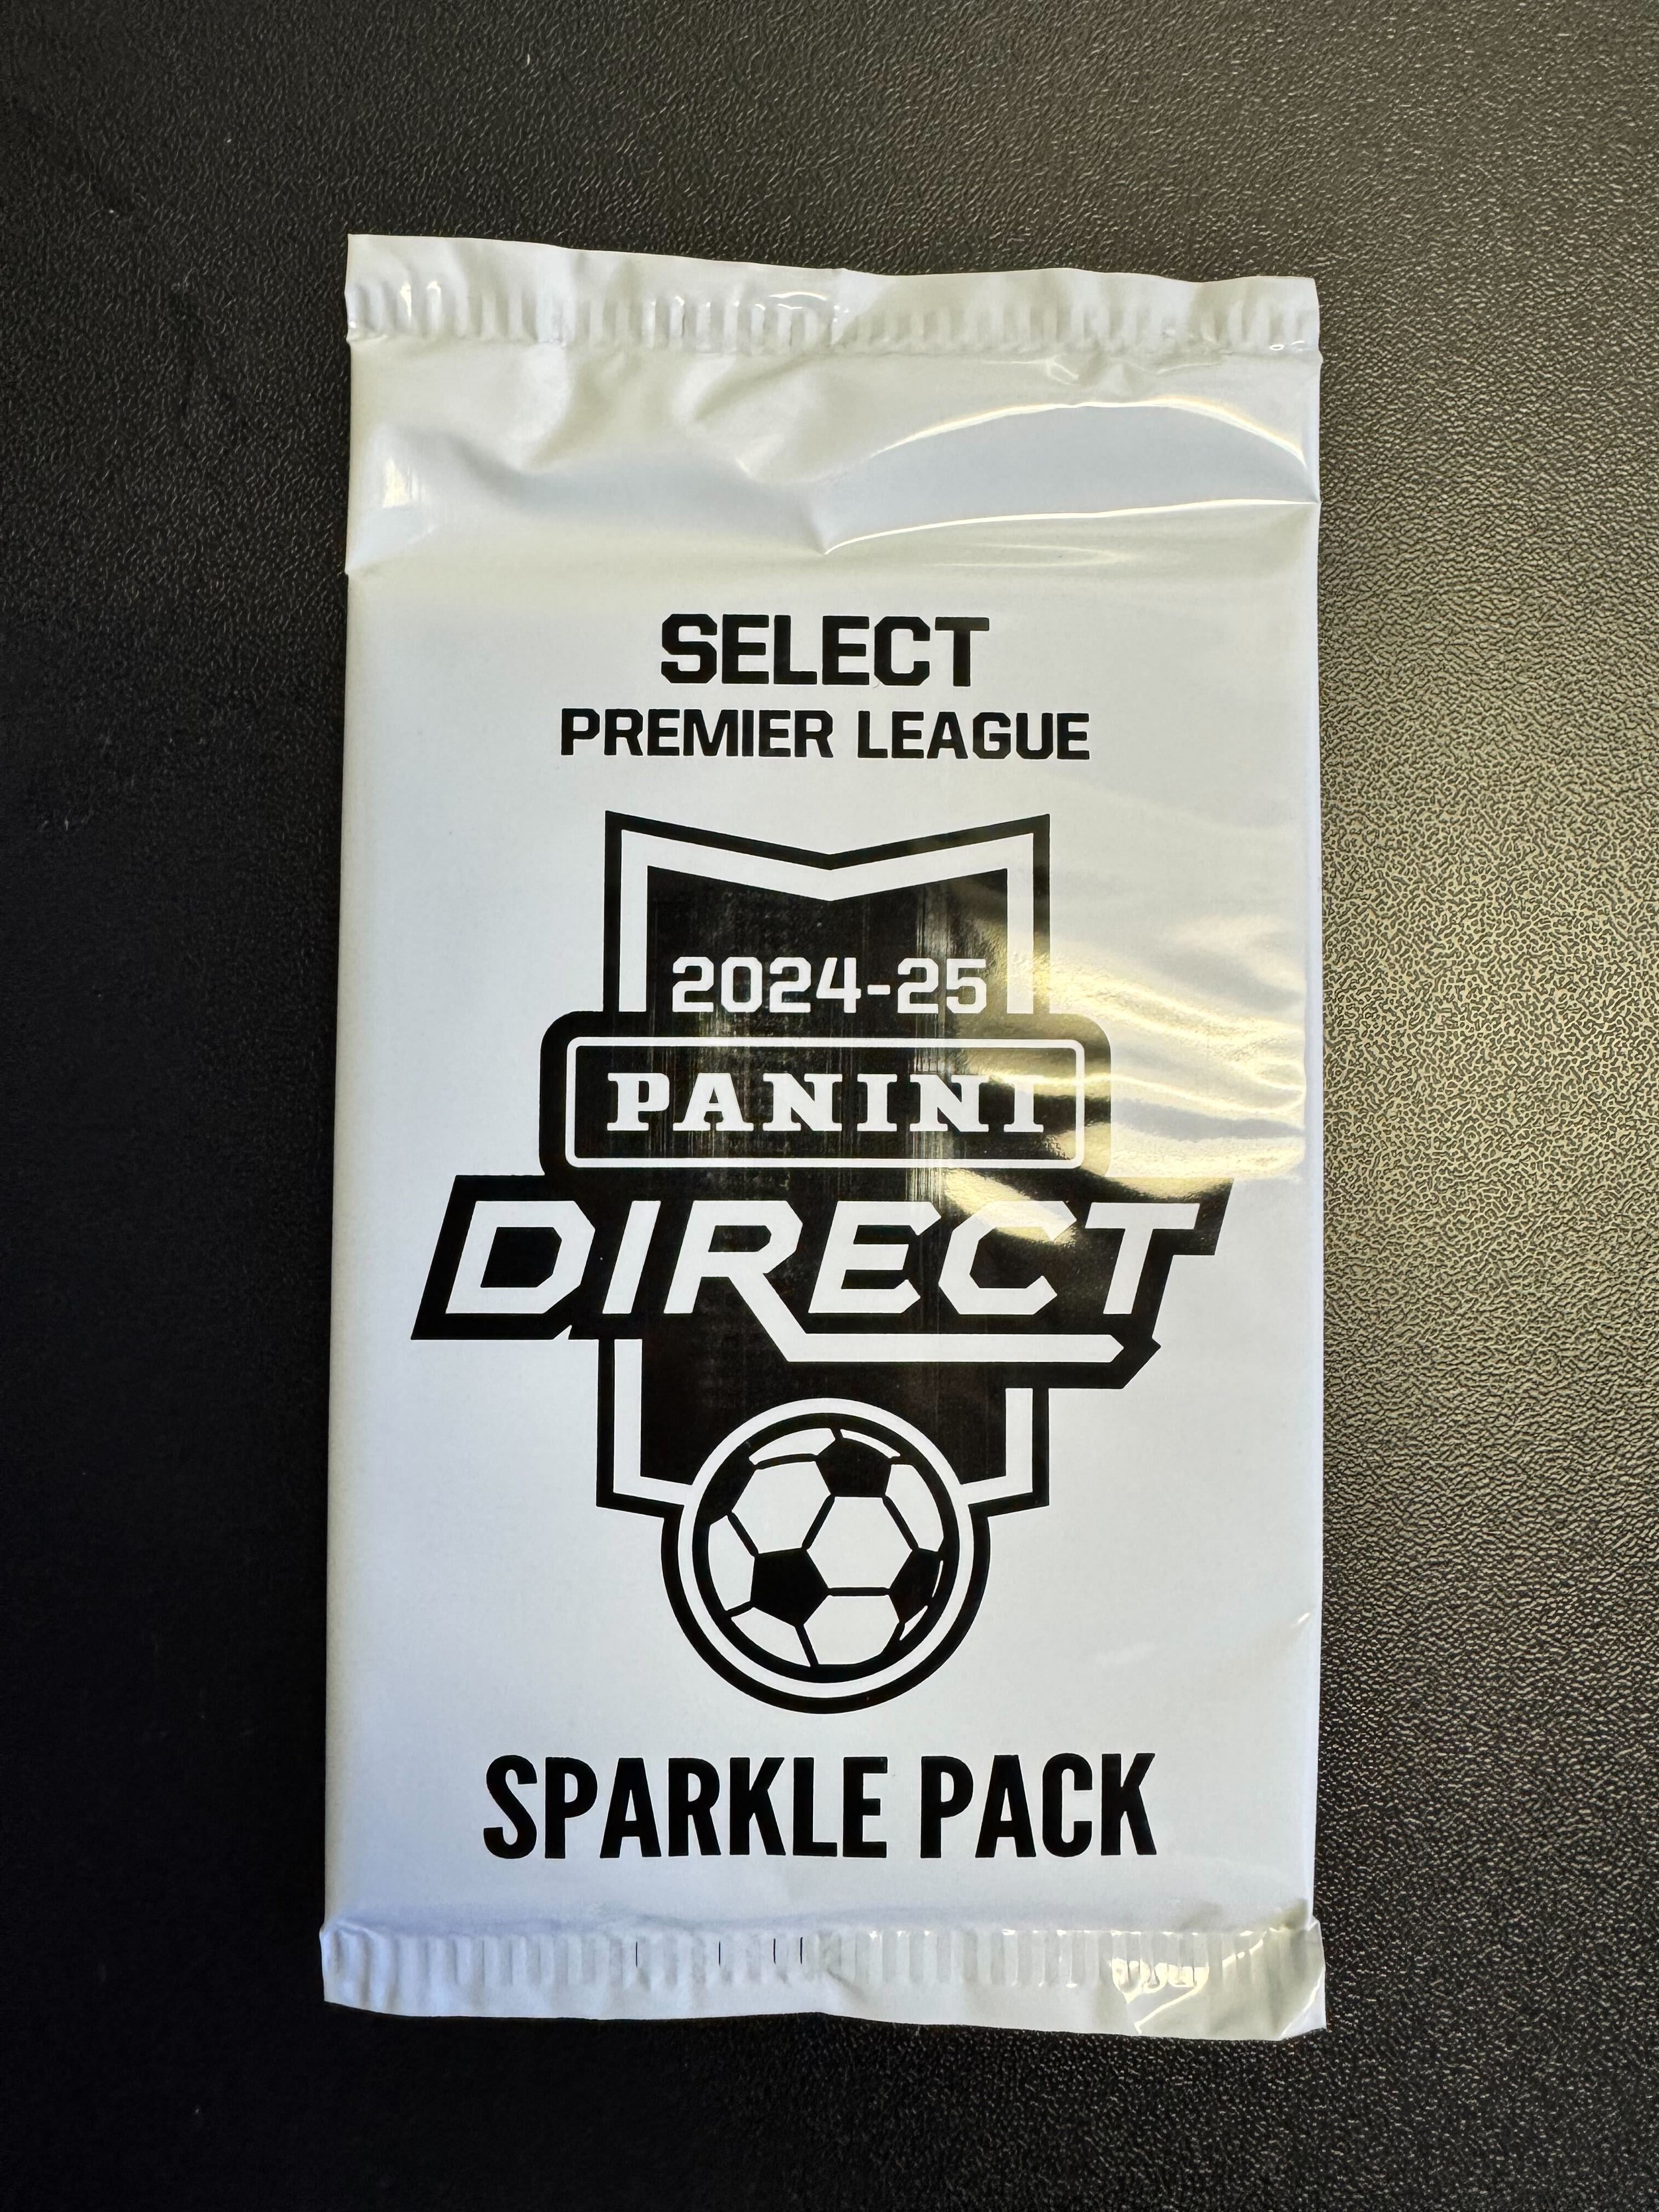 SELECT
PREMIER LEAGUE
2024-25
PANINI
DIRECT
SPARKLE PACK